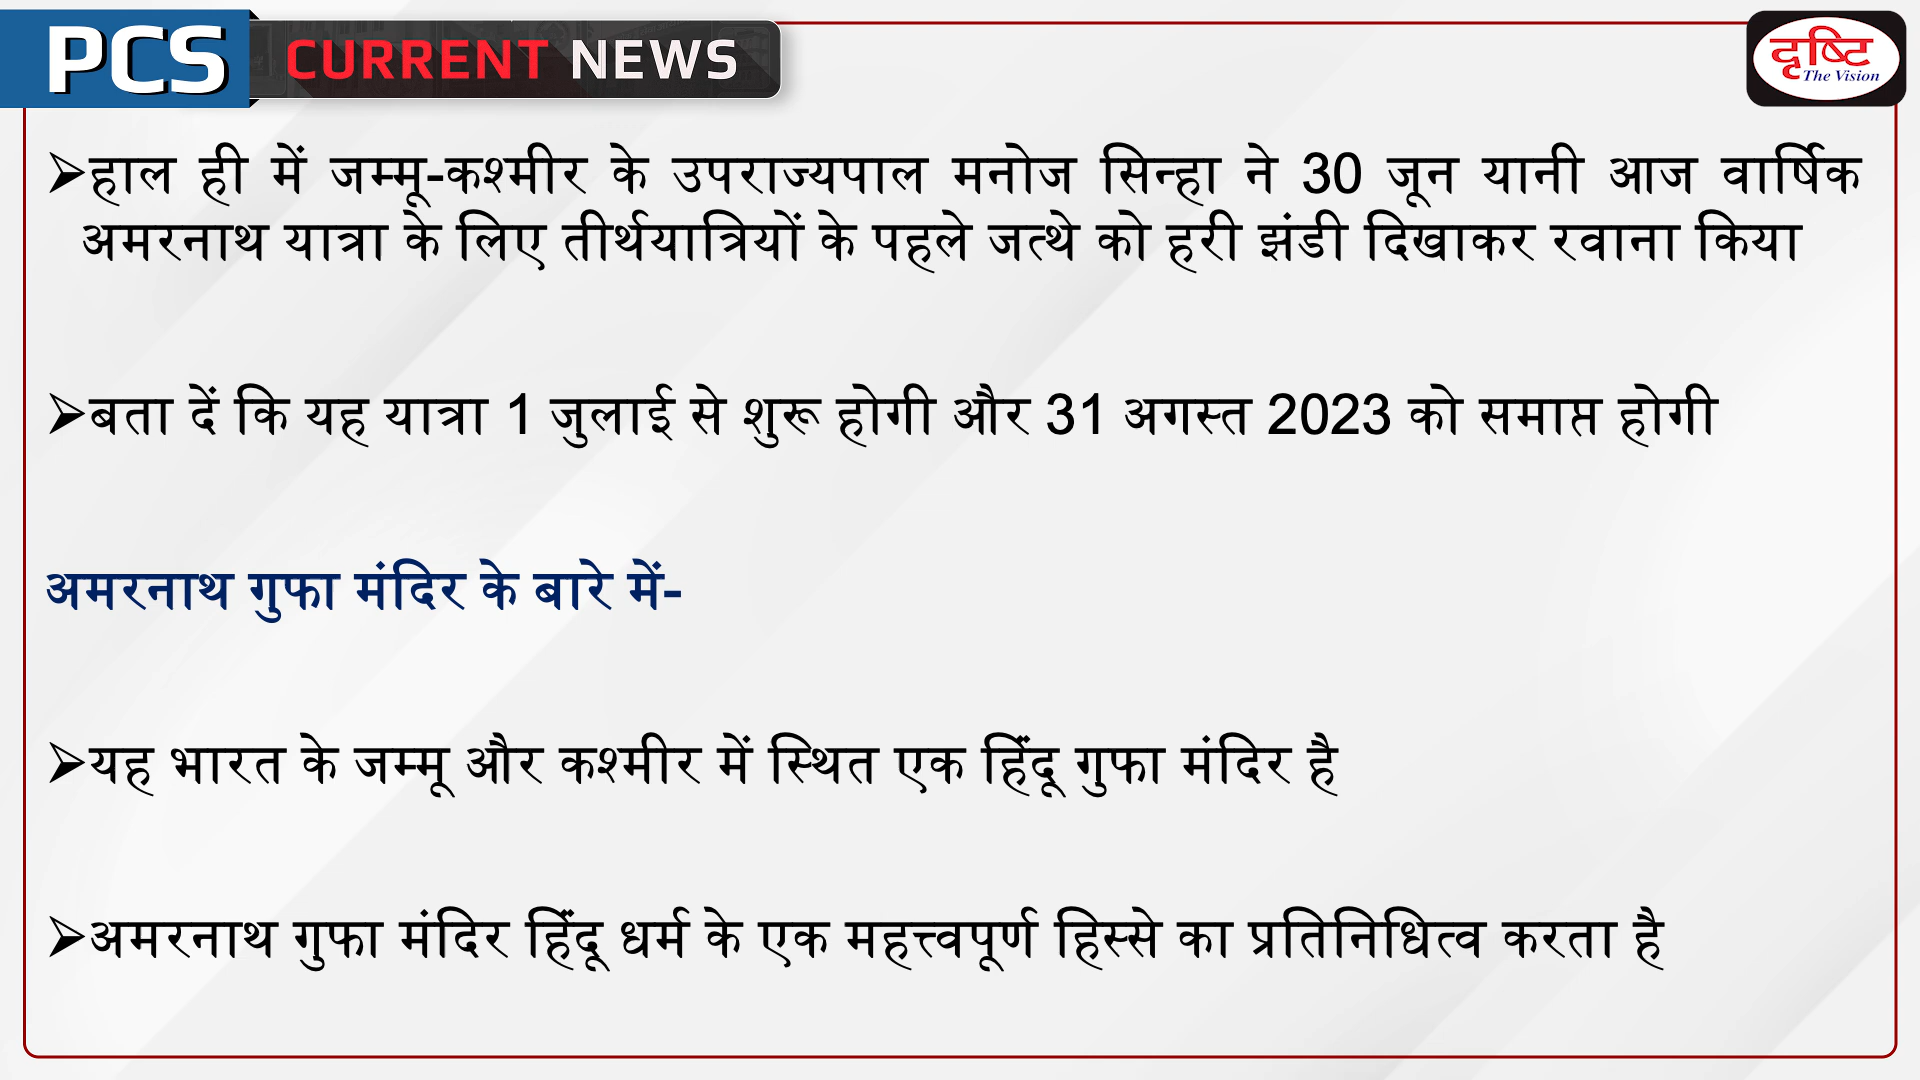 PCS CURRENT NEWS
दृष्टि
The Vision
➢हाल ही में जम्मू-कश्मीर के उपराज्यपाल मनोज सिन्हा ने 30 जून यानी आज वार्षिक
अमरनाथ यात्रा के लिए तीर्थयात्रियों के पहले जत्थे को हरी झंडी दिखाकर रवाना किया
➢बता दें कि यह यात्रा 1 जुलाई से शुरू होगी और 31 अगस्त 2023 को समाप्त होगी
अमरनाथ गुफा मंदिर के बारे में-
➢यह भारत के जम्मू और कश्मीर में स्थित एक हिंदू गुफा मंदिर है
➢अमरनाथ गुफा मंदिर हिंदू धर्म के एक महत्त्वपूर्ण हिस्से का प्रतिनिधित्व करता है